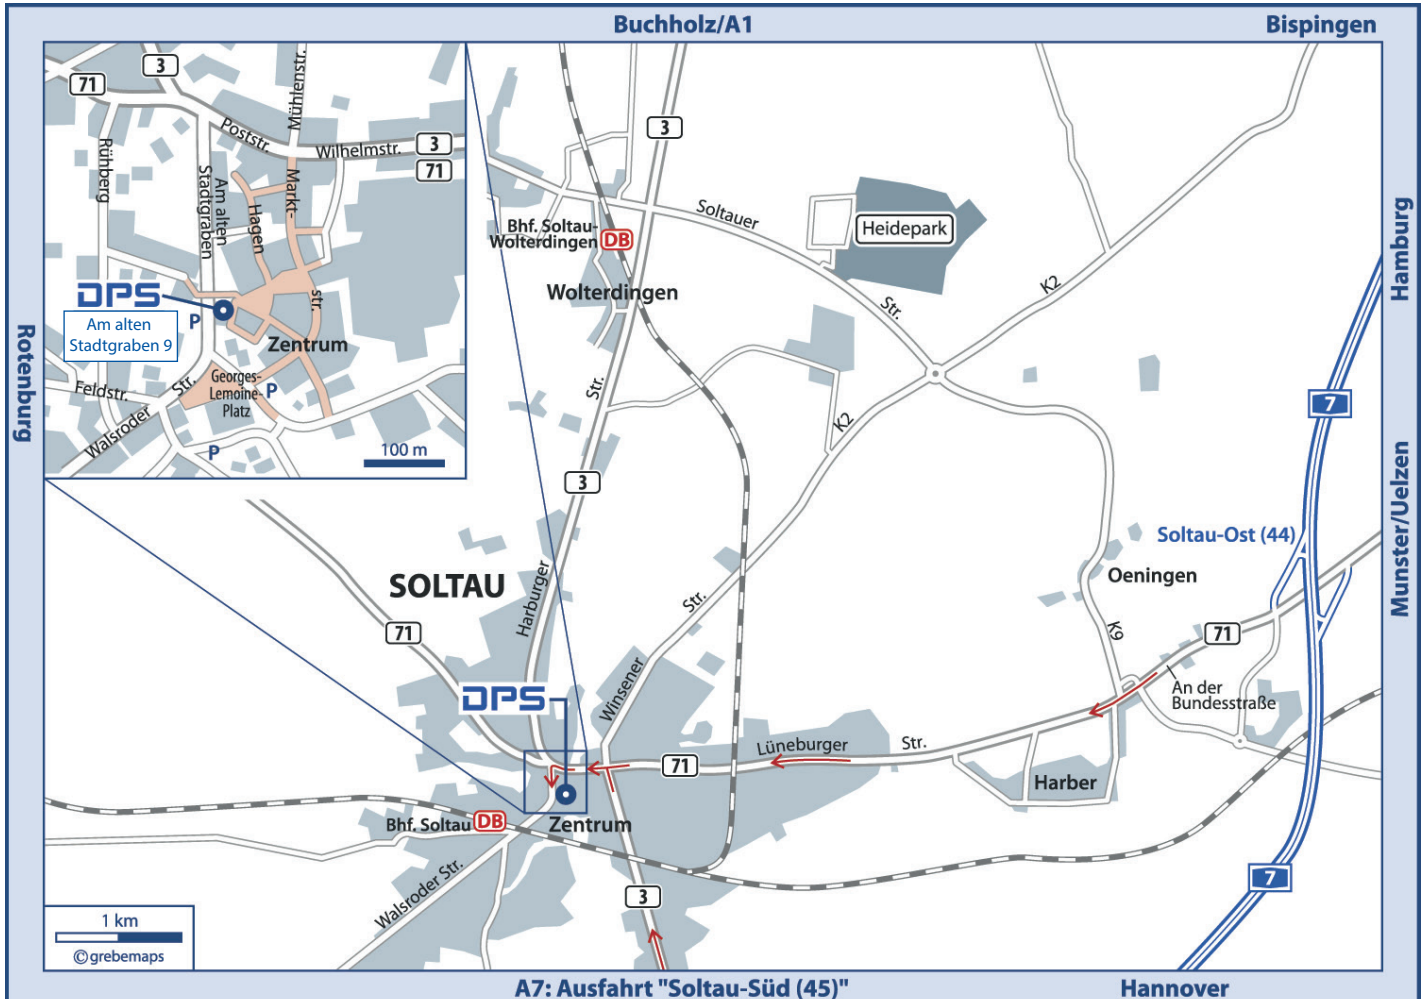 Buchholz/A1
Bispingen
Hamburg
Munster/Uelzen
Rotenburg
A7: Ausfahrt "Soltau-Süd (45)"
Hannover
71
3
Mühlenstr.
Poststr.
Wilhelmstr.
3
71
Rühberg
Am alten
Stadtgraben
Hagen
Markt-
str.
DPS
Am alten
Stadtgraben 9
P
Zentrum
Georges-
Lemoine-
Platz
P
Feldstr.
Walsroder
Str.
P
100 m
3
Soltauer
Str.
Heidepark
Bhf. Soltau-
Wolterdingen
DB
Wolterdingen
K2
K2
Str.
3
7
Soltau-Ost (44)
Oeningen
K9
71
An der
Bundesstraße
SOLTAU
Harburger
71
Str.
Winsener
DPS
71
Lüneburger
Str.
Harber
Bhf. Soltau
DB
Zentrum
Walsroder Str.
3
7
1 km
© grebemaps